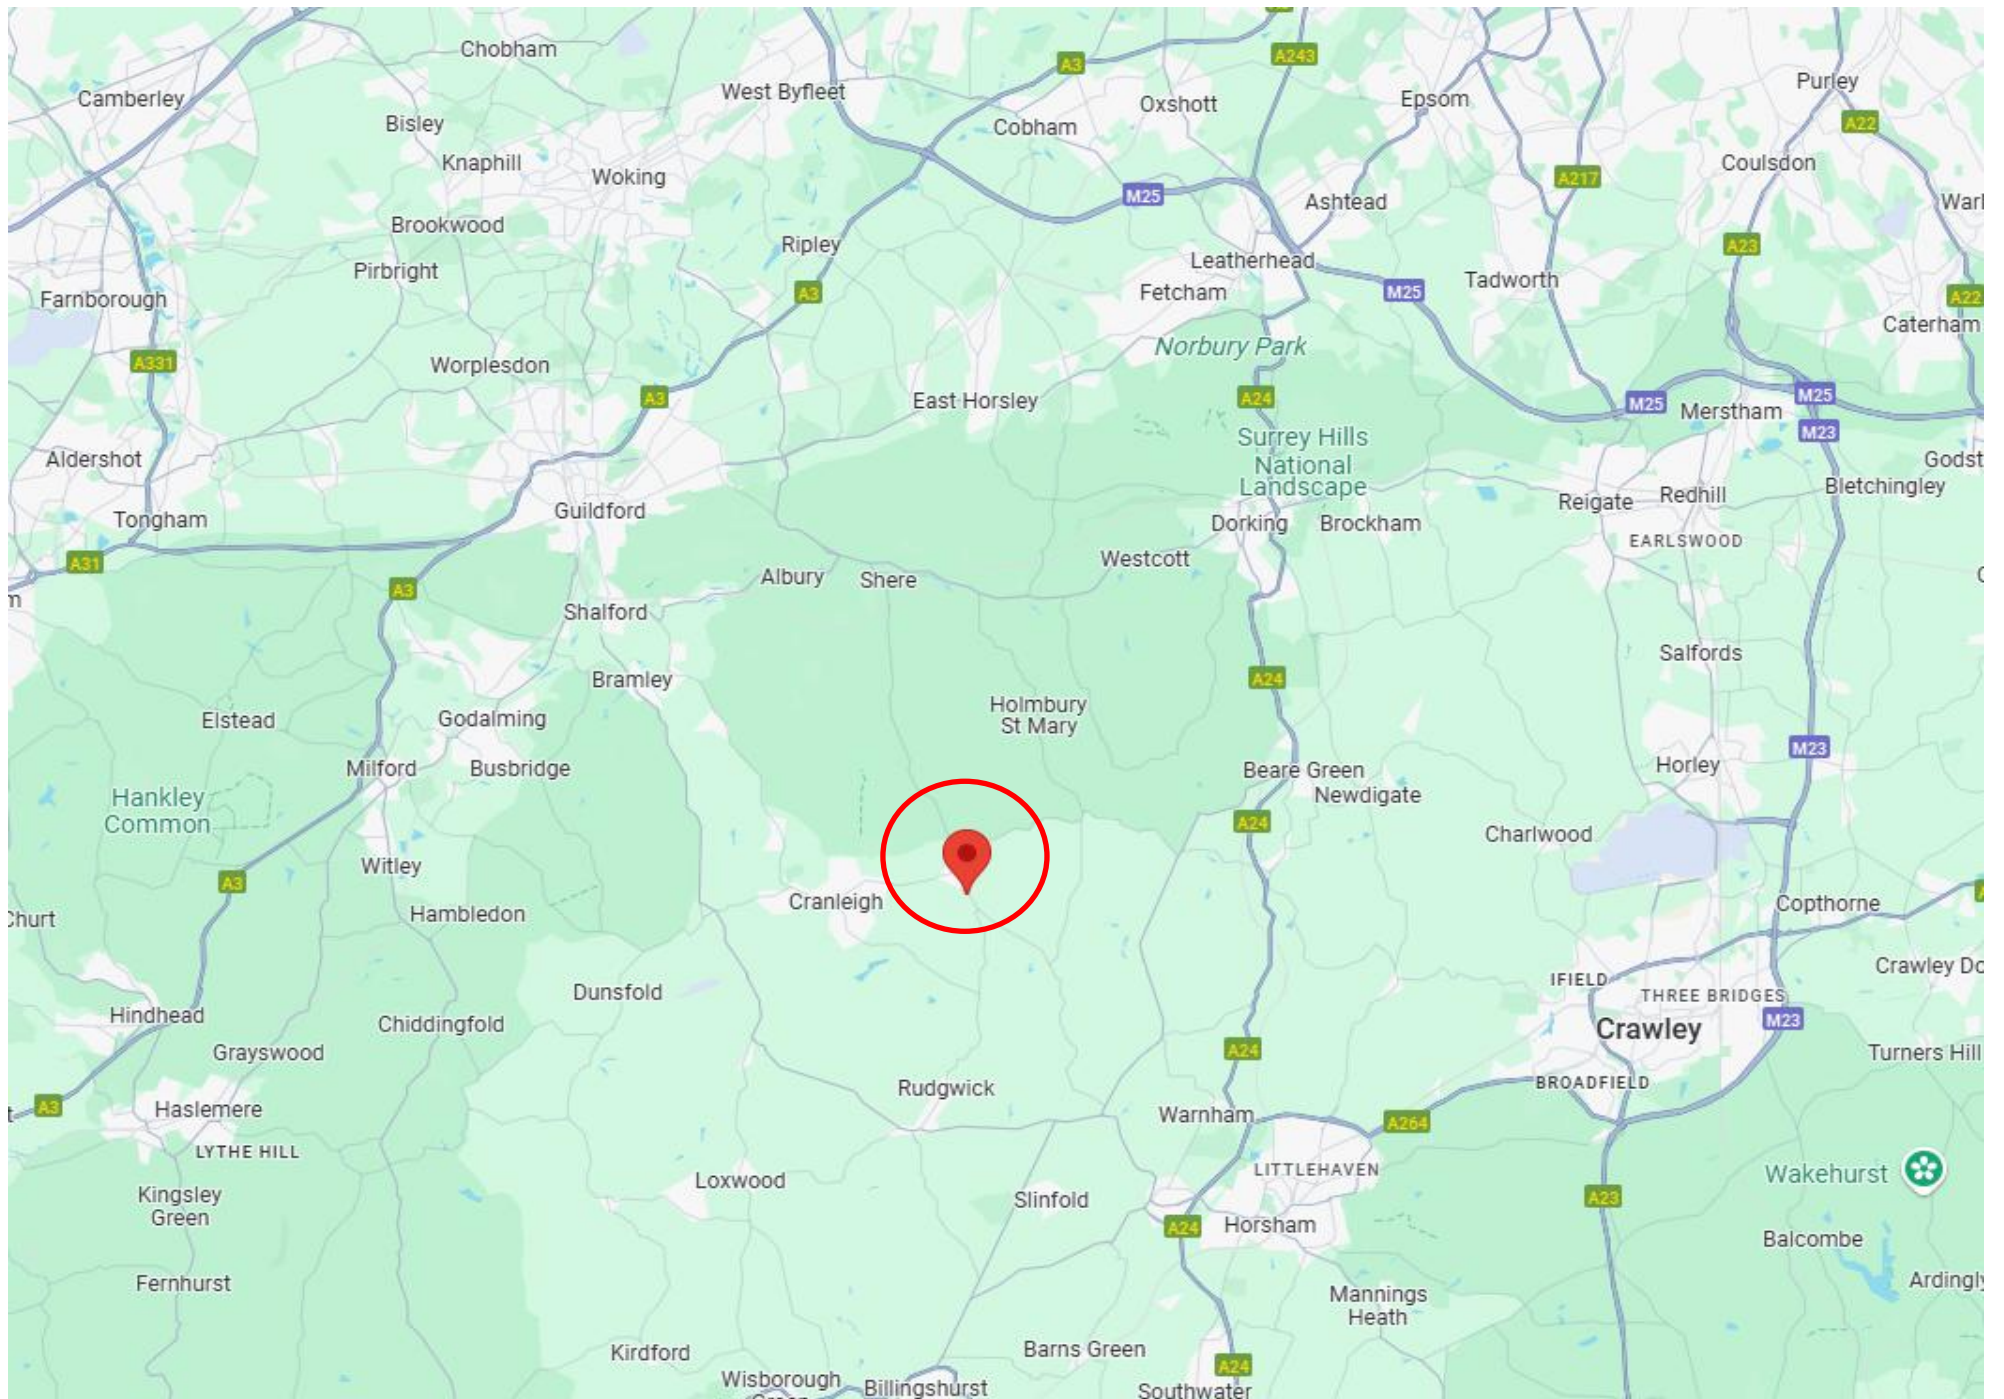 Chobham
A3
A243
Purley
Camberley
West Byfleet
Oxshott
Epsom
A22
Bisley
Cobham
Knaphill
Woking
Coulsdon
M25
A217
Ashtead
Brookwood
Ripley
A23
Pirbright
Leatherhead
Tadworth
Farnborough
A3
Fetcham
M25
A22
Caterham
A331
Worplesdon
Norbury Park
A3
East Horsley
A24
M25
M25
Merstham
M23
Aldershot
Surrey Hills
National
Landscape
Godst
Bletchingley
Tongham
Guildford
Dorking
Brockham
Reigate
Redhill
EARLSWOOD
A31
A3
Albury
Shere
Westcott
Shalford
Salfords
Bramley
A24
Elstead
Godalming
Holmbury
St Mary
M23
Milford
Busbridge
Beare Green
Horley
Hankley
Common
Newdigate
A24
Charlwood
Witley
A3
Cranleigh
Copthorne
Churt
Hambledon
Crawley Do
IFIELD
THREE BRIDGES
Dunsfold
Hindhead
Chiddingfold
Crawley
M23
Grayswood
A24
Turners Hill
Rudgwick
BROADFIELD
A3
Haslemere
Warnham
A264
LYTHE HILL
Loxwood
LITTLEHAVEN
Wakehurst
Kingsley
Green
Slinfold
A24
Horsham
A23
Balcombe
Fernhurst
Ardingly
Mannings
Heath
Kirdford
Barns Green
A24
Wisborough
Billingshurst
Southwater